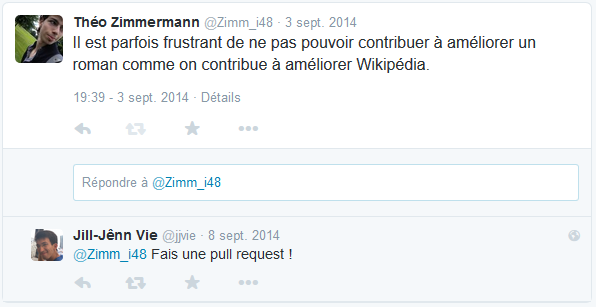 Théo Zimmermann @Zimm_i48 · 3 sept. 2014
Il est parfois frustrant de ne pas pouvoir contribuer à améliorer un
roman comme on contribue à améliorer Wikipédia.
19:39 - 3 sept. 2014 · Détails
Répondre à @Zimm_i48
Jill-Jênn Vie @jjvie · 8 sept. 2014
@Zimm_i48 Fais une pull request !